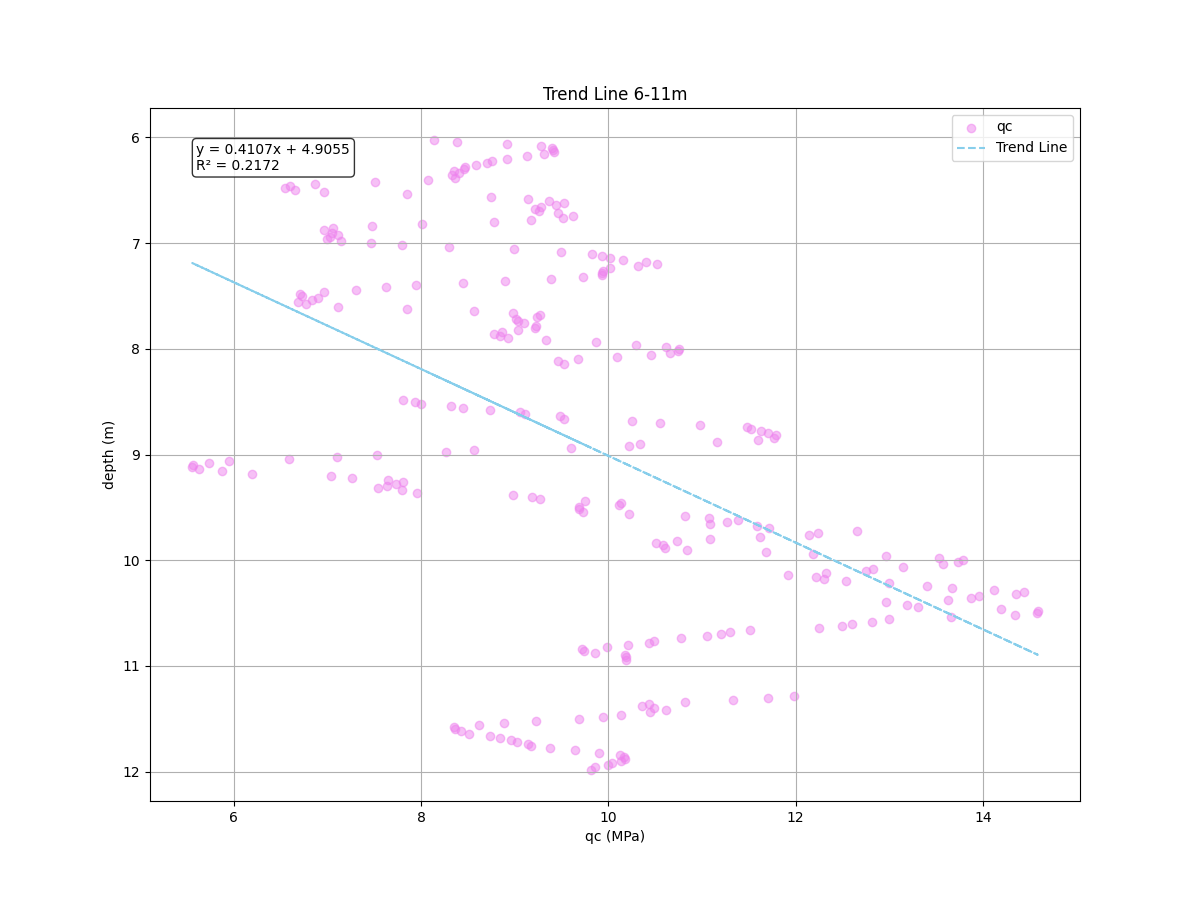 Trend Line 6-11m
y = 0.4107x + 4.9055
R² = 0.2172
qc
Trend Line
6
7
8
9
10
11
12
depth (m)
6 8 10 12 14
qc (MPa)